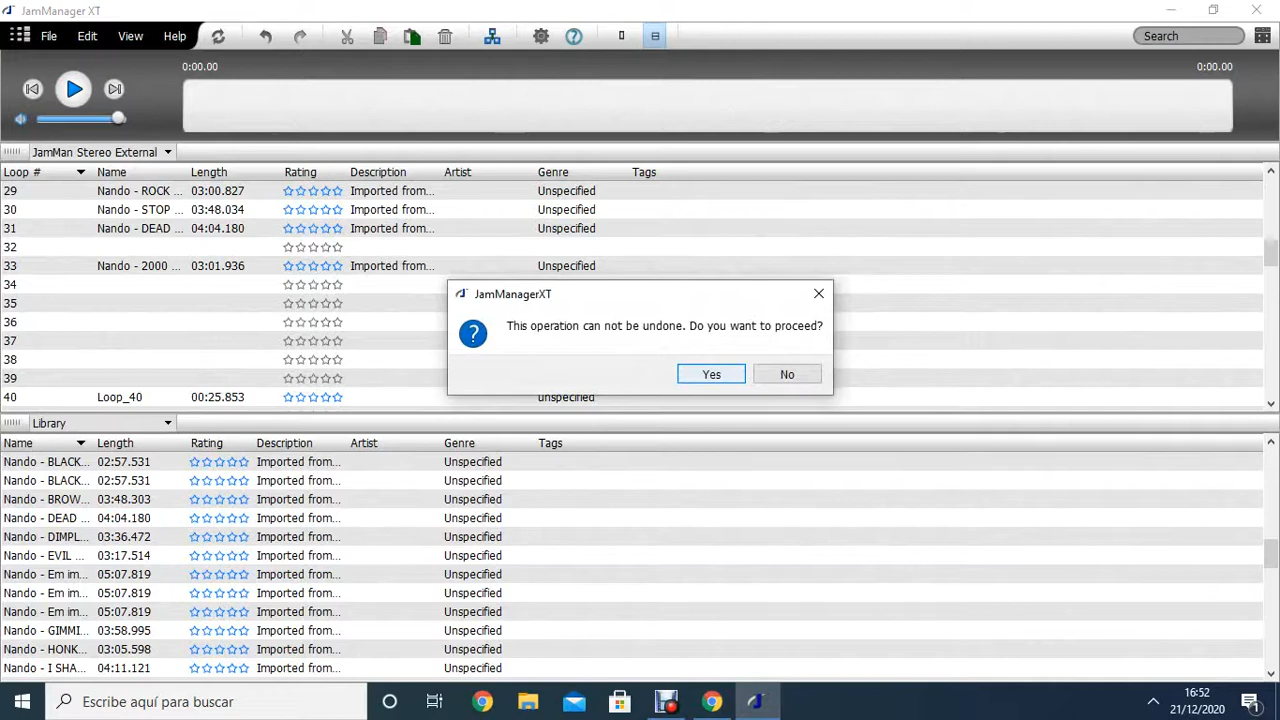 JamManager XT
File Edit View Help Search
0:00.00 0:00.00
JamMan Stereo External
Loop # Name Length Rating Description Artist Genre Tags
29 Nando - ROCK ... 03:00.827 Imported from... Unspecified
30 Nando - STOP ... 03:48.034 Imported from... Unspecified
31 Nando - DEAD ... 04:04.180 Imported from... Unspecified
32
33 Nando - 2000 ... 03:01.936 Imported from... Unspecified
34
35
36
37
38
39
40 Loop_40 00:25.853 unspecified
JamManagerXT
This operation can not be undone. Do you want to proceed?
Yes No
Library
Name Length Rating Description Artist Genre Tags
Nando - BLACK... 02:57.531 Imported from... Unspecified
Nando - BLACK... 02:57.531 Imported from... Unspecified
Nando - BROW... 03:48.303 Imported from... Unspecified
Nando - DEAD ... 04:04.180 Imported from... Unspecified
Nando - DIMPL... 03:36.472 Imported from... Unspecified
Nando - EVIL ... 03:17.514 Imported from... Unspecified
Nando - Em im... 05:07.819 Imported from... Unspecified
Nando - Em im... 05:07.819 Imported from... Unspecified
Nando - Em im... 05:07.819 Imported from... Unspecified
Nando - GIMMI... 03:58.995 Imported from... Unspecified
Nando - HONK... 03:05.598 Imported from... Unspecified
Nando - I SHA... 04:11.121 Imported from... Unspecified
Escribe aquí para buscar
16:52
21/12/2020
1